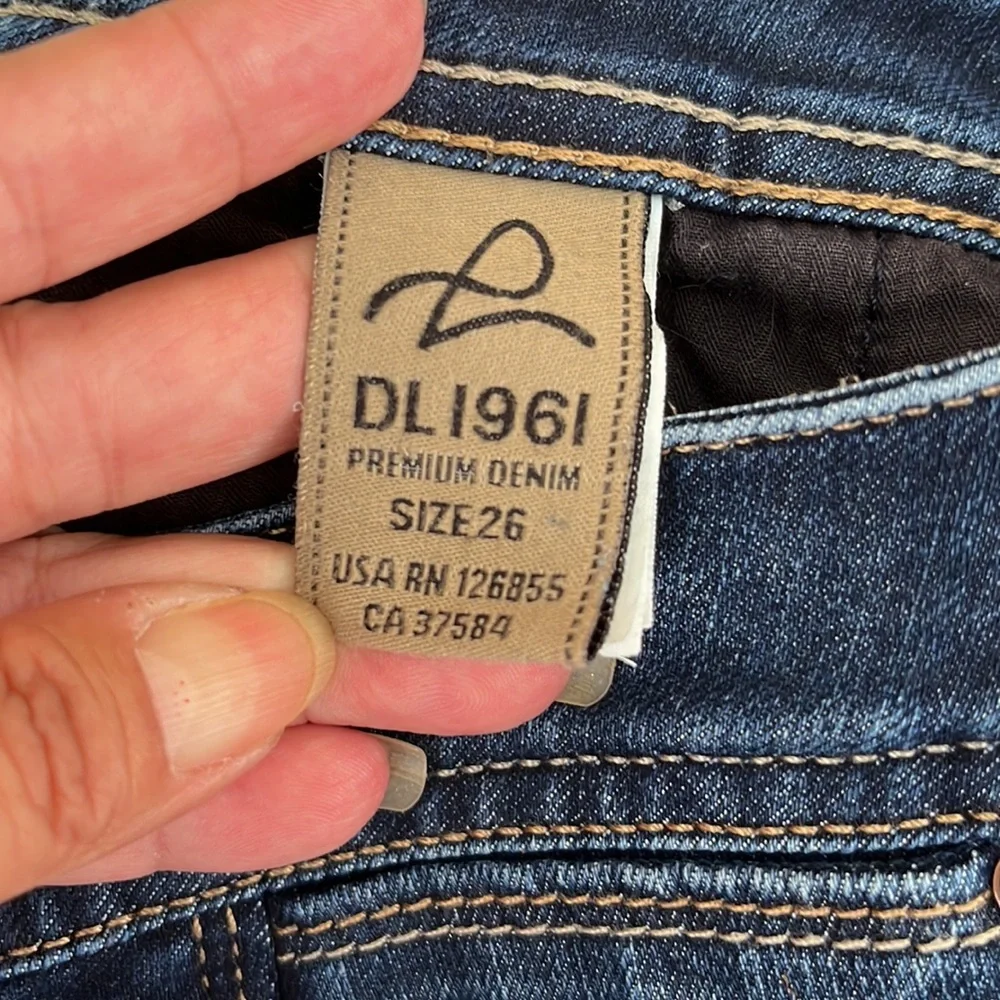 DL1961
PREMIUM DENIM
SIZE 26
USA RN 126855
CA 37584